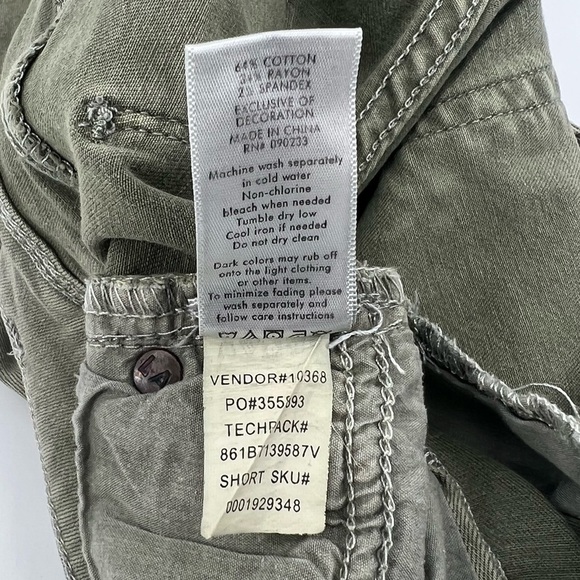 64% COTTON
34% RAYON
2% SPANDEX
EXCLUSIVE OF
DECORATION
MADE IN CHINA
RN# 090233
Machine wash separately
in cold water
Non-chlorine
bleach when needed
Tumble dry low
Cool iron if needed
Do not dry clean
Dark colors may rub off
onto the light clothing
or other items.
To minimize fading please
wash separately and
follow care instructions
VENDOR#10368
PO#355893
TECHPACK#
861B7139587V
SHORT SKU#
0001929348